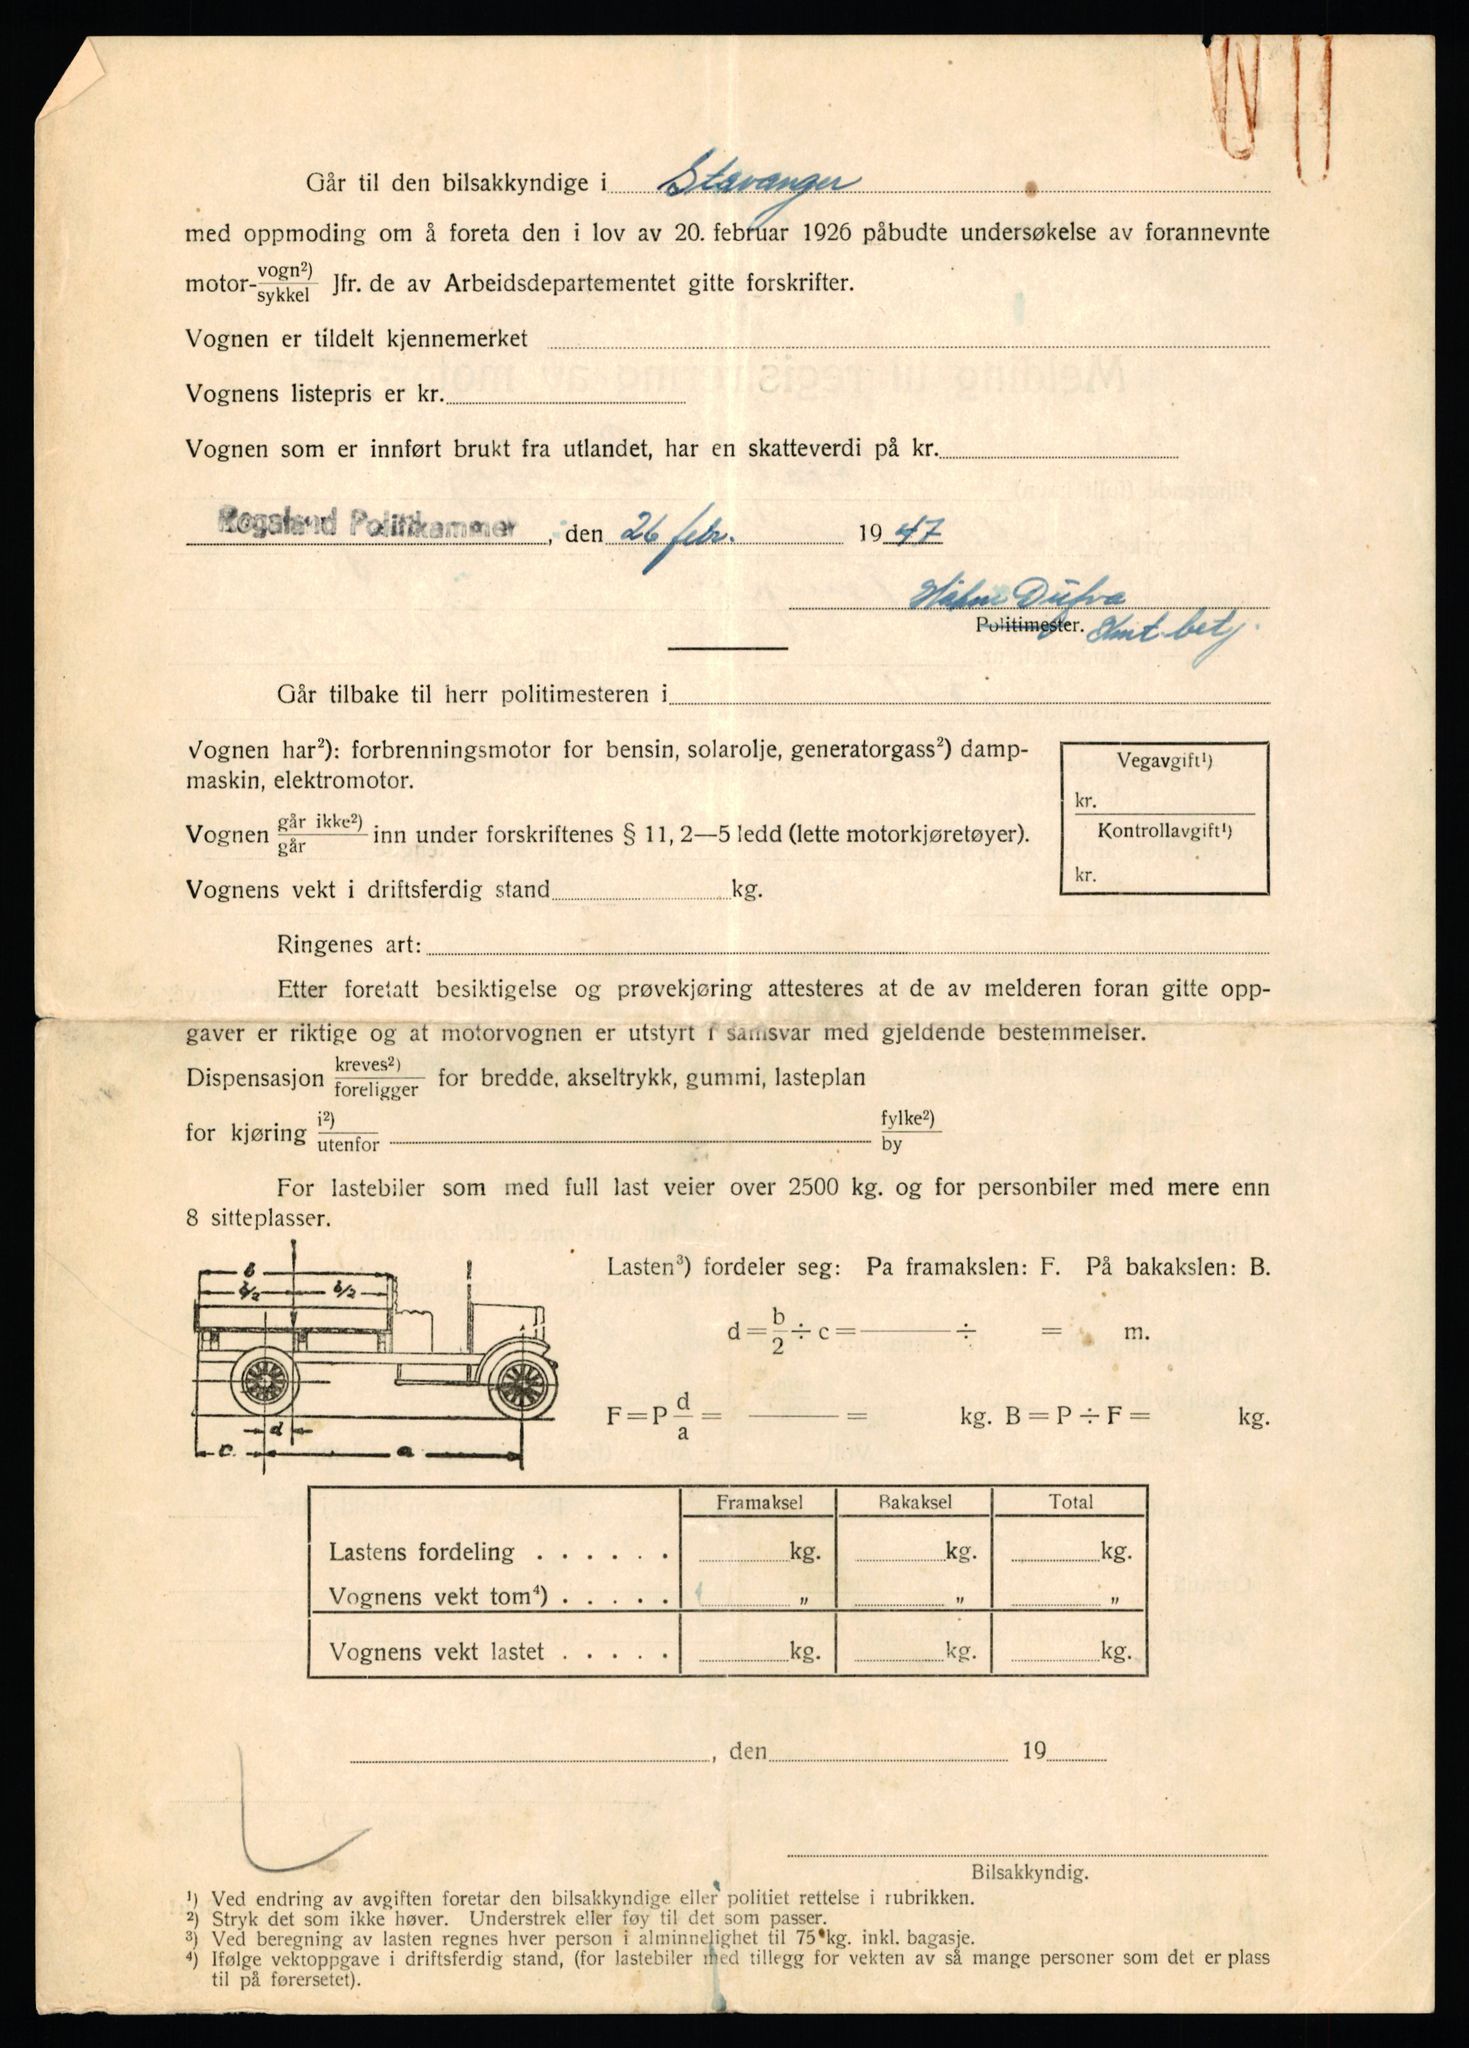 Går til den bilsakkyndige i Stavanger
med oppmoding om å foreta den i lov av 20. februar 1926 påbudte undersøkelse av forannevnte
motor- vogn²) / sykkel Jfr. de av Arbeidsdepartementet gitte forskrifter.
Vognen er tildelt kjennemerket
Vognens listepris er kr.
Vognen som er innført brukt fra utlandet, har en skatteverdi på kr.
Rogaland Politikammer, den 26 febr. 1947
Dufva
Politimester.
Går tilbake til herr politimesteren i
Vognen har²): forbrenningsmotor for bensin, solarolje, generatorgass²) damp-
maskin, elektromotor.
Vegavgift¹)
kr.
Kontrollavgift¹)
kr.
Vognen går ikke²) / går inn under forskriftenes § 11, 2—5 ledd (lette motorkjøretøyer).
Vognens vekt i driftsferdig stand kg.
Ringenes art:
Etter foretatt besiktigelse og prøvekjøring attesteres at de av melderen foran gitte opp-
gaver er riktige og at motorvognen er utstyrt i samsvar med gjeldende bestemmelser.
Dispensasjon kreves²) / foreligger for bredde, akseltrykk, gummi, lasteplan
for kjøring i²) / utenfor fylke²) / by
For lastebiler som med full last veier over 2500 kg. og for personbiler med mere enn
8 sitteplasser.
b
b/2 b/2
d
c a
Lasten³) fordeler seg: Pa framakslen: F. På bakakslen: B.
d = b/2 ÷ c = ÷ = m.
F = P d/a = = kg. B = P ÷ F = kg.
Framaksel Bakaksel Total
Lastens fordeling . . . . . . kg. kg. kg.
Vognens vekt tom⁴) . . . . . „ „ „
Vognens vekt lastet . . . . . kg. kg. kg.
, den 19
Bilsakkyndig.
¹) Ved endring av avgiften foretar den bilsakkyndige eller politiet rettelse i rubrikken.
²) Stryk det som ikke høver. Understrek eller føy til det som passer.
³) Ved beregning av lasten regnes hver person i alminnelighet til 75 kg. inkl. bagasje.
⁴) Ifølge vektoppgave i driftsferdig stand, (for lastebiler med tillegg for vekten av så mange personer som det er plass
til på førersetet).